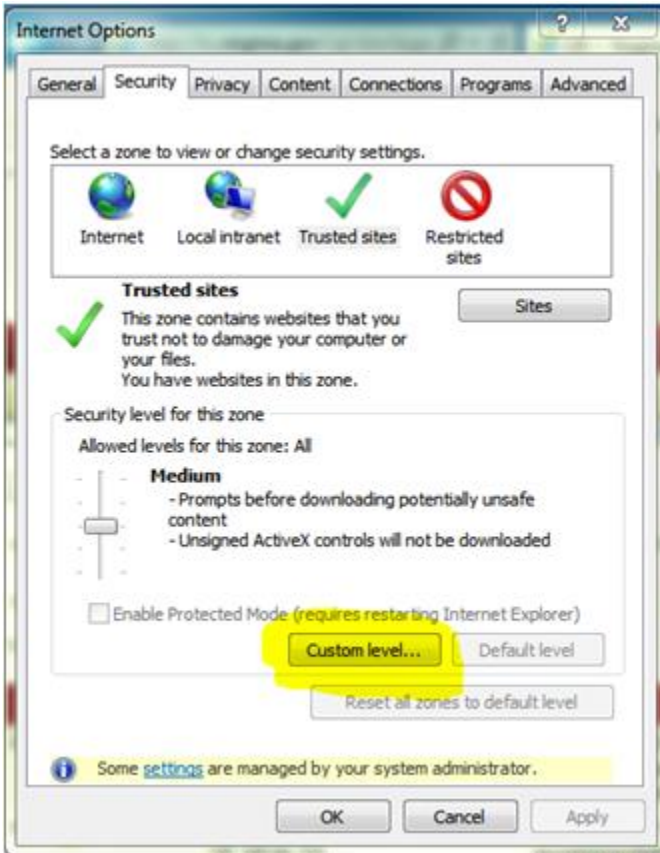 Internet Options
General Security Privacy Content Connections Programs Advanced
Select a zone to view or change security settings.
Internet Local intranet Trusted sites Restricted
sites
Trusted sites
Sites
This zone contains websites that you
trust not to damage your computer or
your files.
You have websites in this zone.
Security level for this zone
Allowed levels for this zone: All
Medium
- Prompts before downloading potentially unsafe
content
- Unsigned ActiveX controls will not be downloaded
Enable Protected Mode (requires restarting Internet Explorer)
Custom level... Default level
Reset all zones to default level
Some settings are managed by your system administrator.
OK Cancel Apply